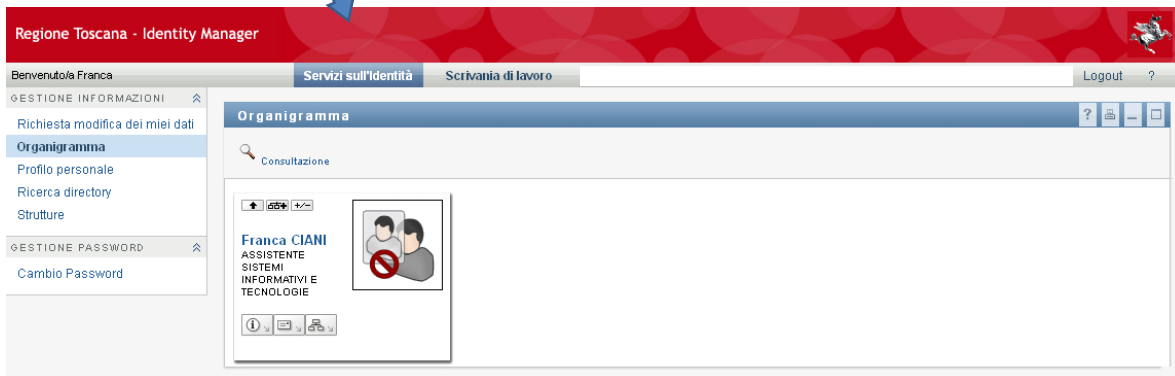 Regione Toscana - Identity Manager
Benvenuto/a Franca
Servizi sull'Identità
Scrivania di lavoro
Logout
?
GESTIONE INFORMAZIONI
Richiesta modifica dei miei dati
Organigramma
Profilo personale
Ricerca directory
Strutture
GESTIONE PASSWORD
Cambio Password
Organigramma
?
Consultazione
+/-
Franca CIANI
ASSISTENTE
SISTEMI
INFORMATIVI E
TECNOLOGIE